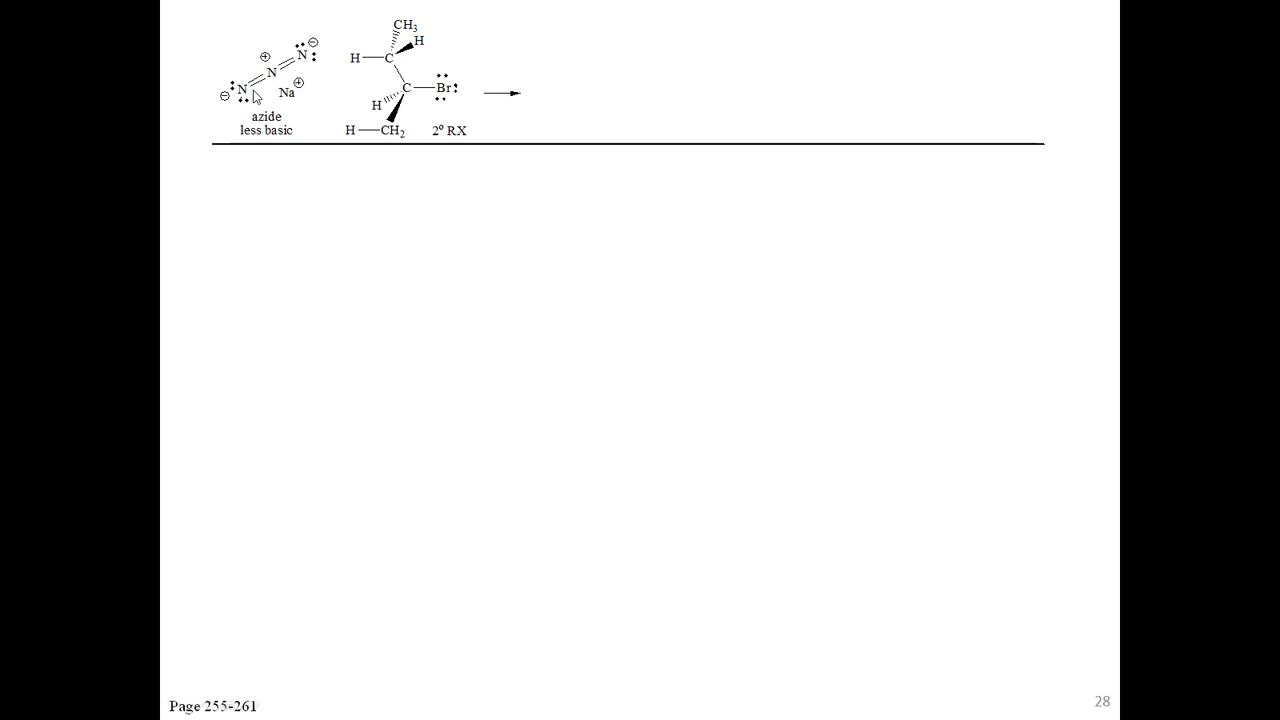 CH₃
H
H—C
⊖ N=N⊕=N ⊖ Na⊕
C—Br
H
azide
H—CH₂ 2° RX
less basic
Page 255-261
28